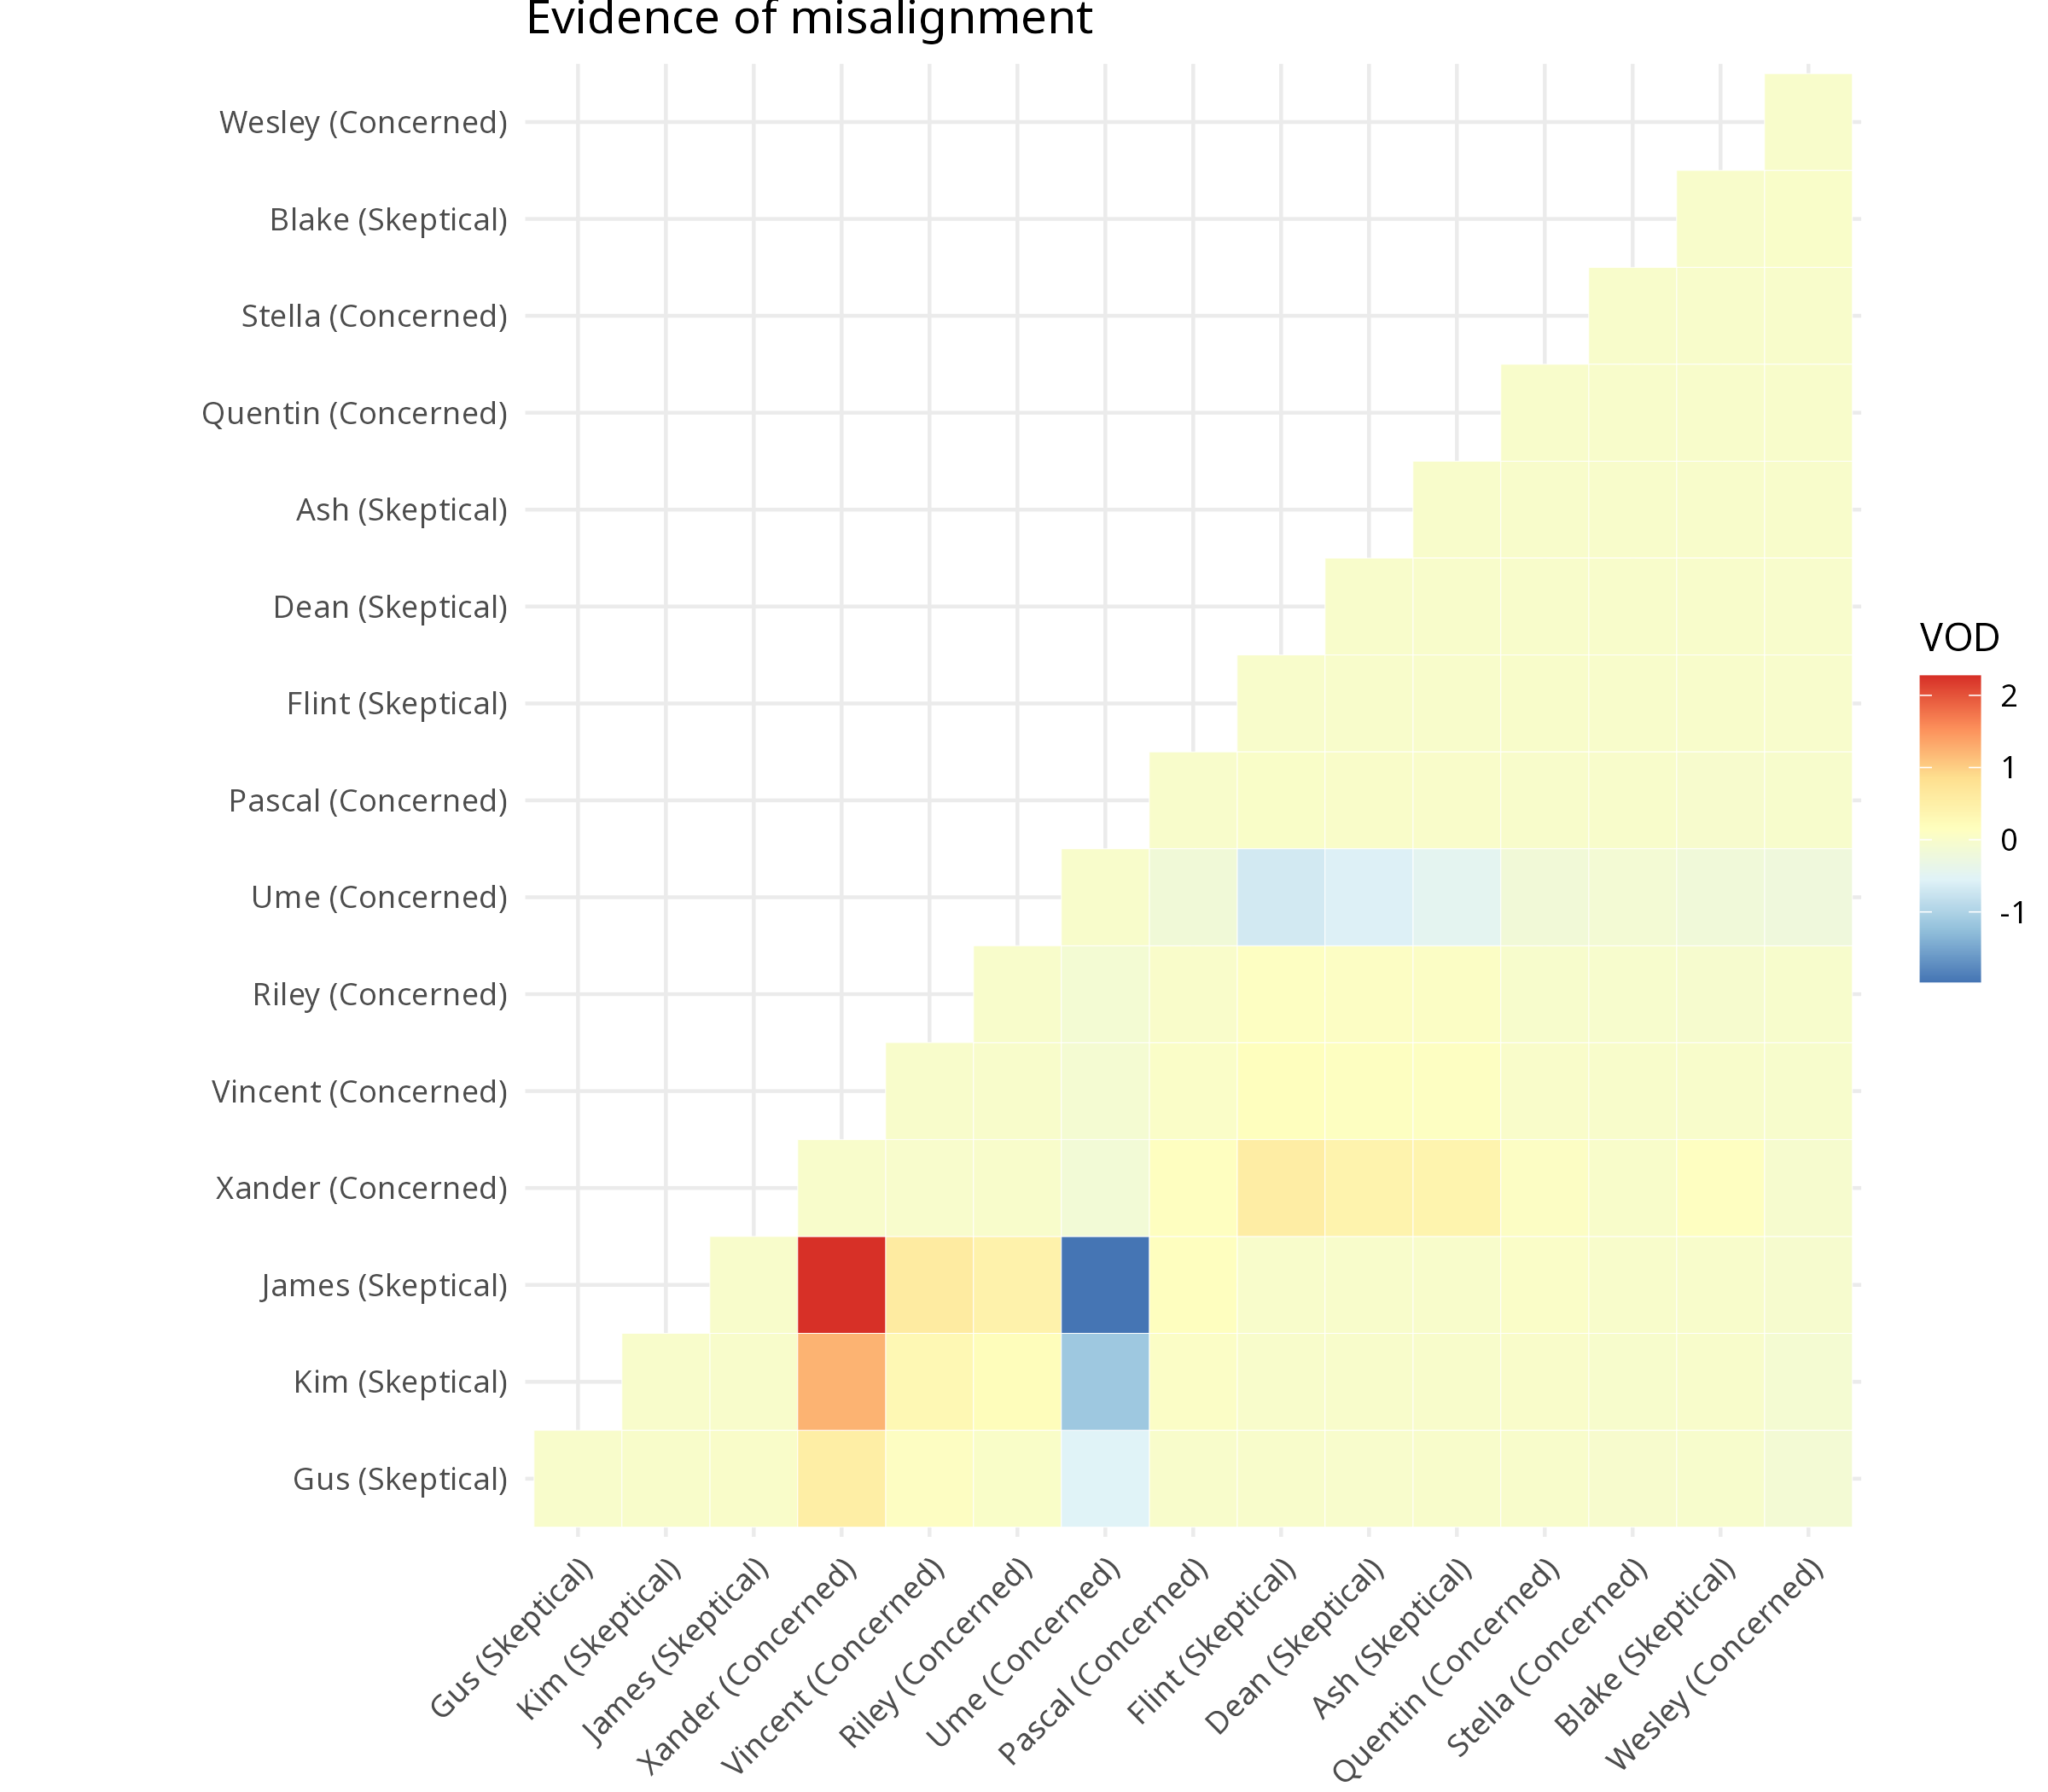 Evidence of misalignment
Wesley (Concerned)
Blake (Skeptical)
Stella (Concerned)
Quentin (Concerned)
Ash (Skeptical)
Dean (Skeptical)
Flint (Skeptical)
Pascal (Concerned)
Ume (Concerned)
Riley (Concerned)
Vincent (Concerned)
Xander (Concerned)
James (Skeptical)
Kim (Skeptical)
Gus (Skeptical)
Gus (Skeptical)
Kim (Skeptical)
James (Skeptical)
Xander (Concerned)
Vincent (Concerned)
Riley (Concerned)
Ume (Concerned)
Pascal (Concerned)
Flint (Skeptical)
Dean (Skeptical)
Ash (Skeptical)
Quentin (Concerned)
Stella (Concerned)
Blake (Skeptical)
Wesley (Concerned)
VOD
2
1
0
-1